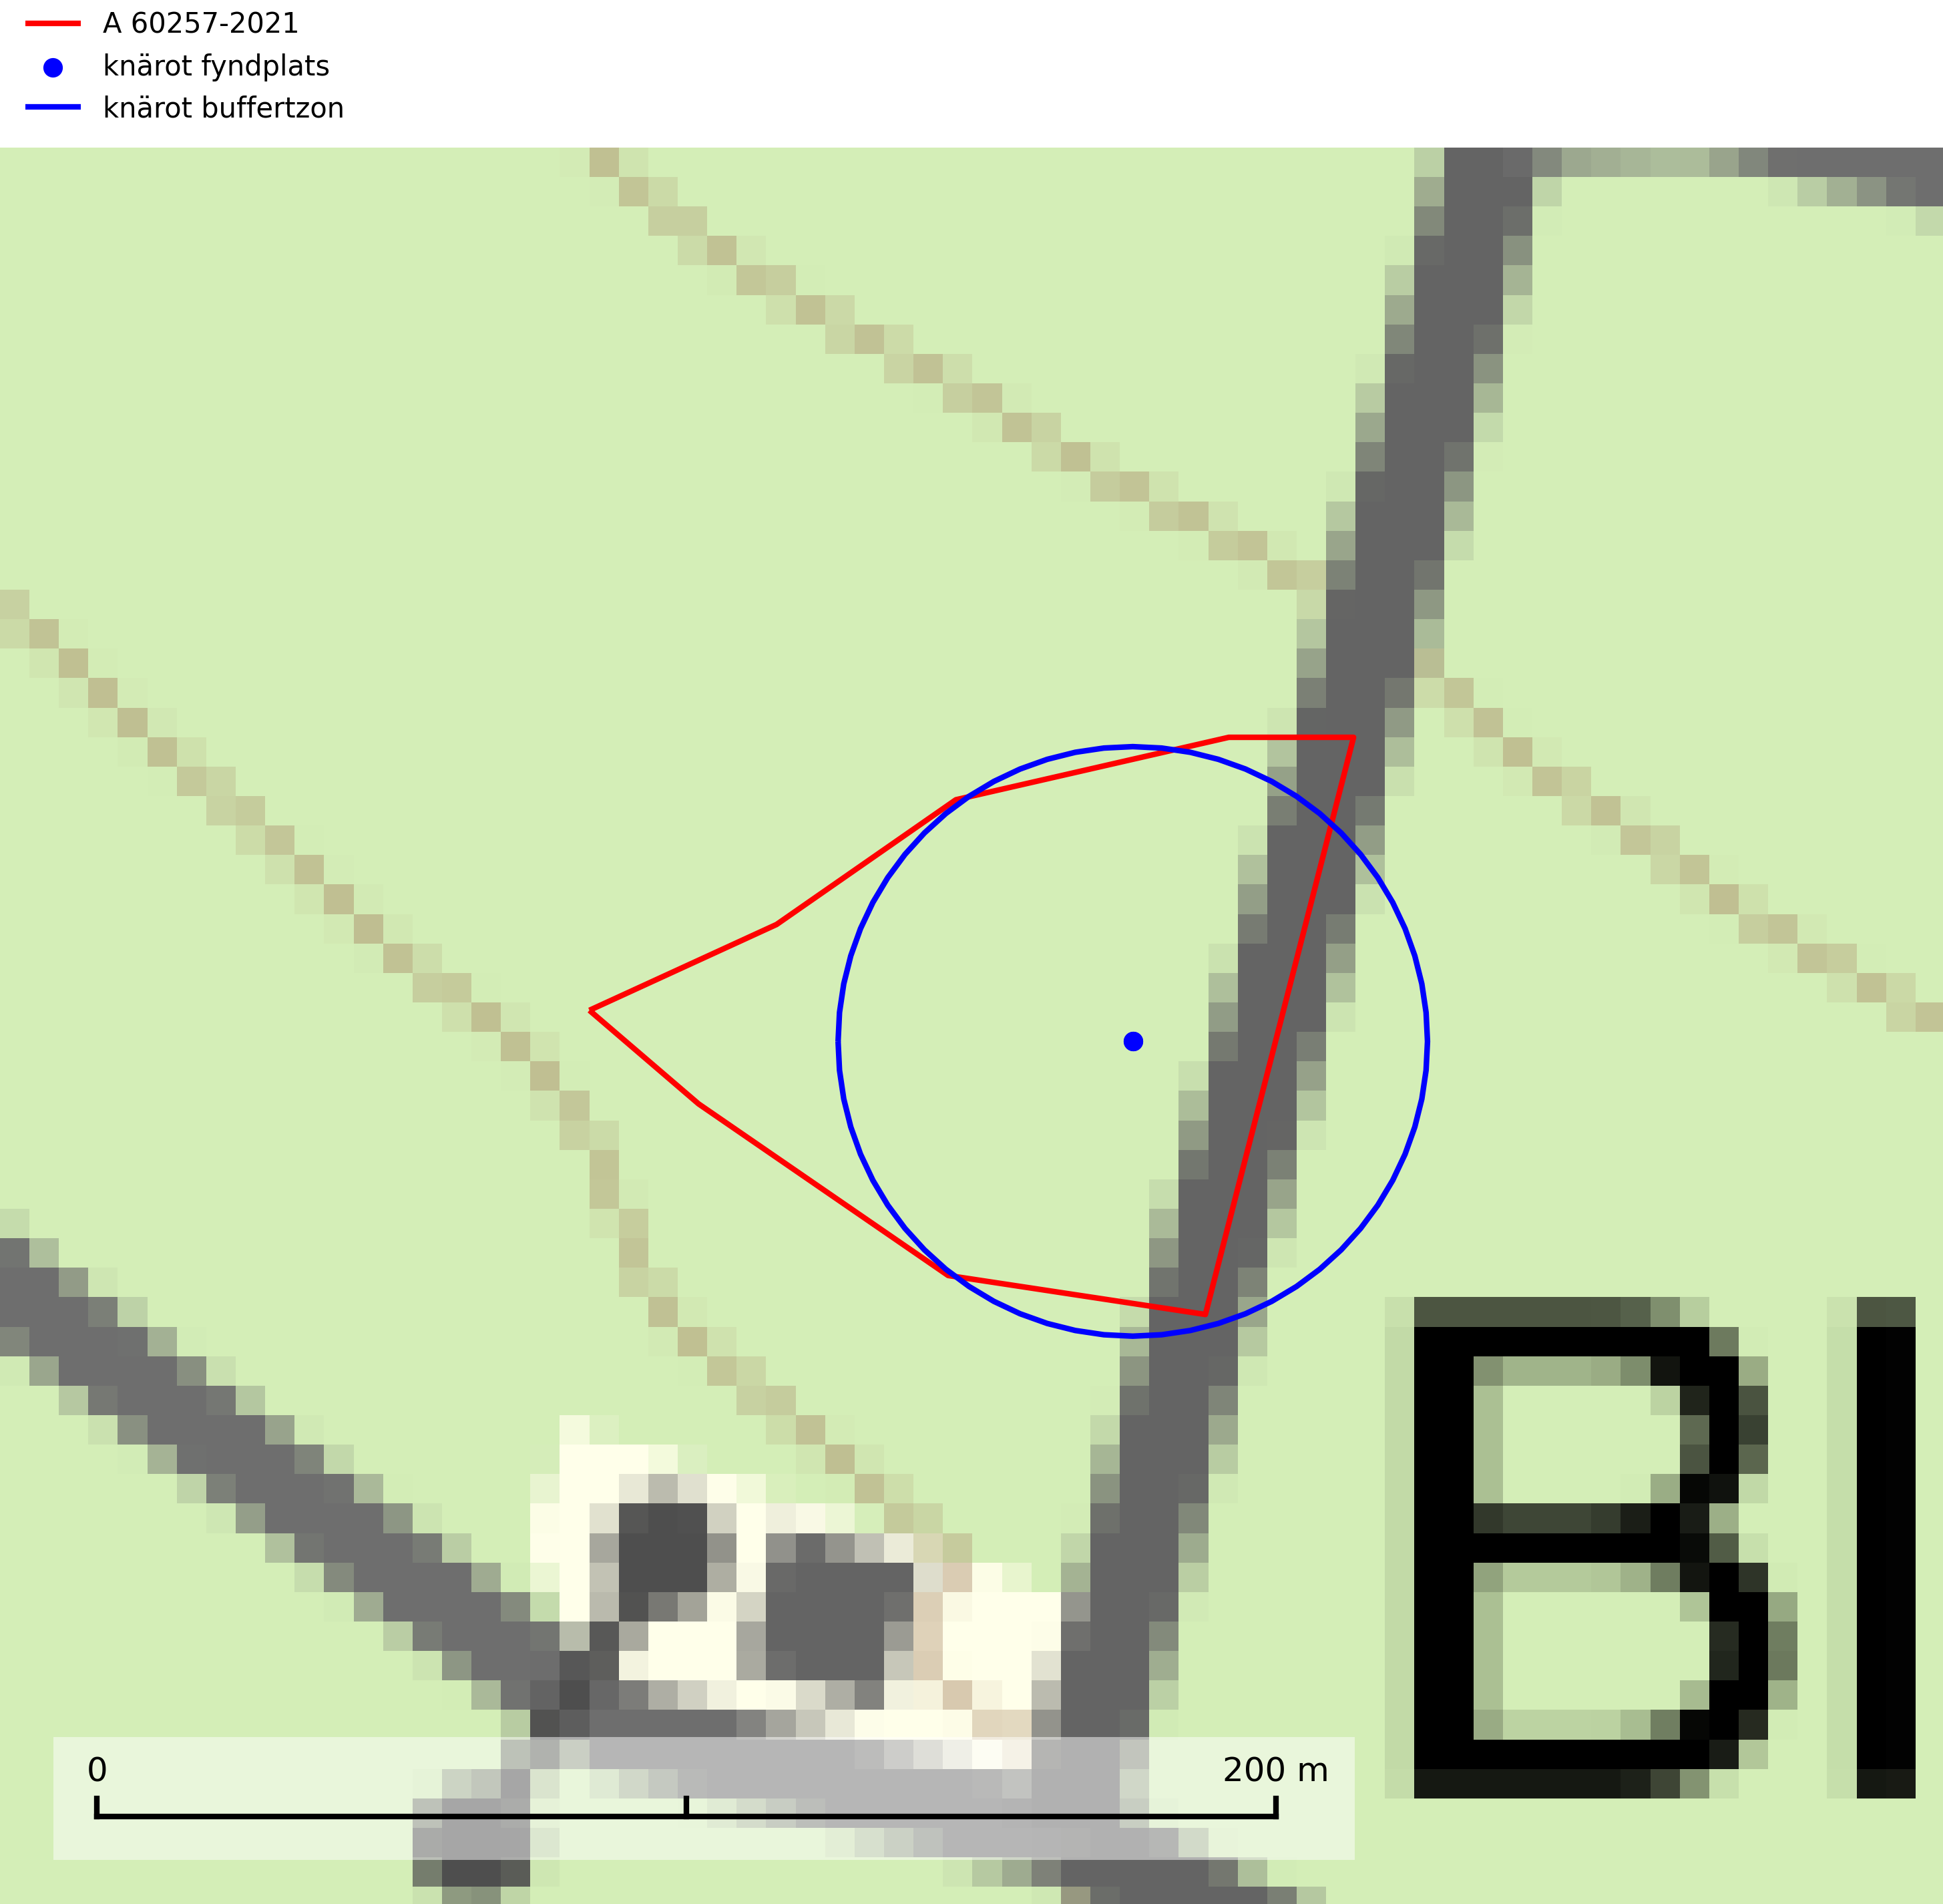 A 60257-2021
knärot fyndplats
knärot buffertzon
Bl
0 200 m